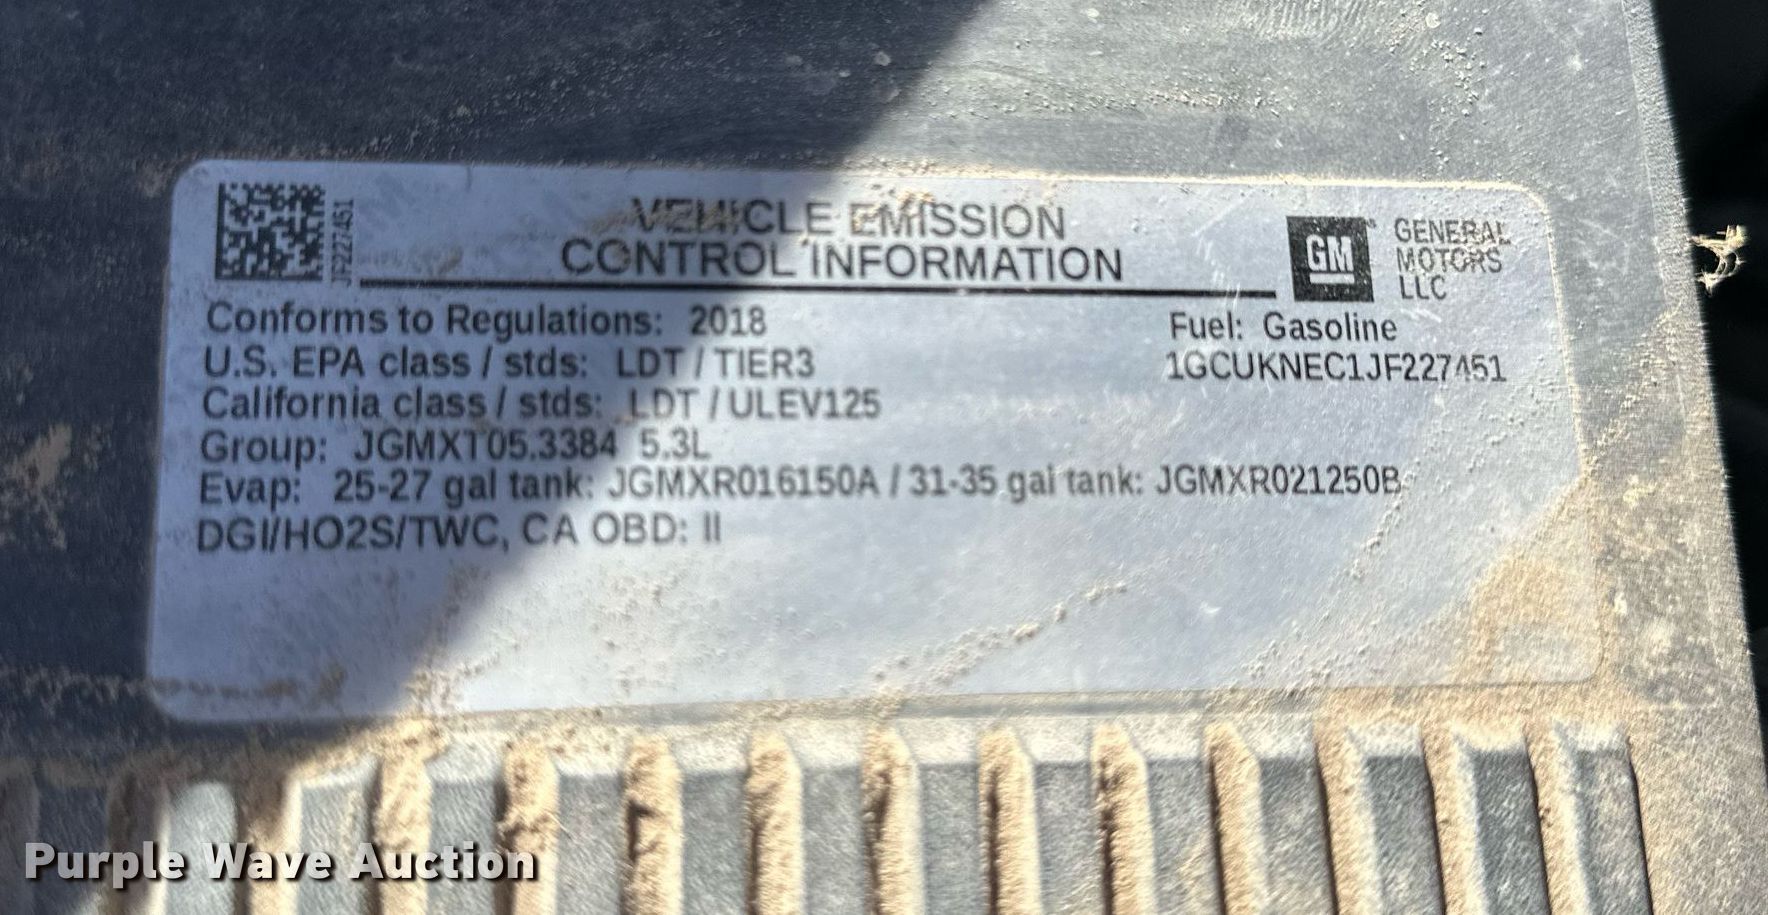 JF227451
VEHICLE EMISSION
CONTROL INFORMATION
GM
GENERAL
MOTORS
LLC
Conforms to Regulations: 2018
Fuel: Gasoline
U.S. EPA class / stds: LDT / TIER3
1GCUKNEC1JF227451
California class / stds: LDT / ULEV125
Group: JGMXT05.3384 5.3L
Evap: 25-27 gal tank: JGMXR016150A / 31-35 gal tank: JGMXR021250B
DGI/HO2S/TWC, CA OBD: II
Purple Wave Auction